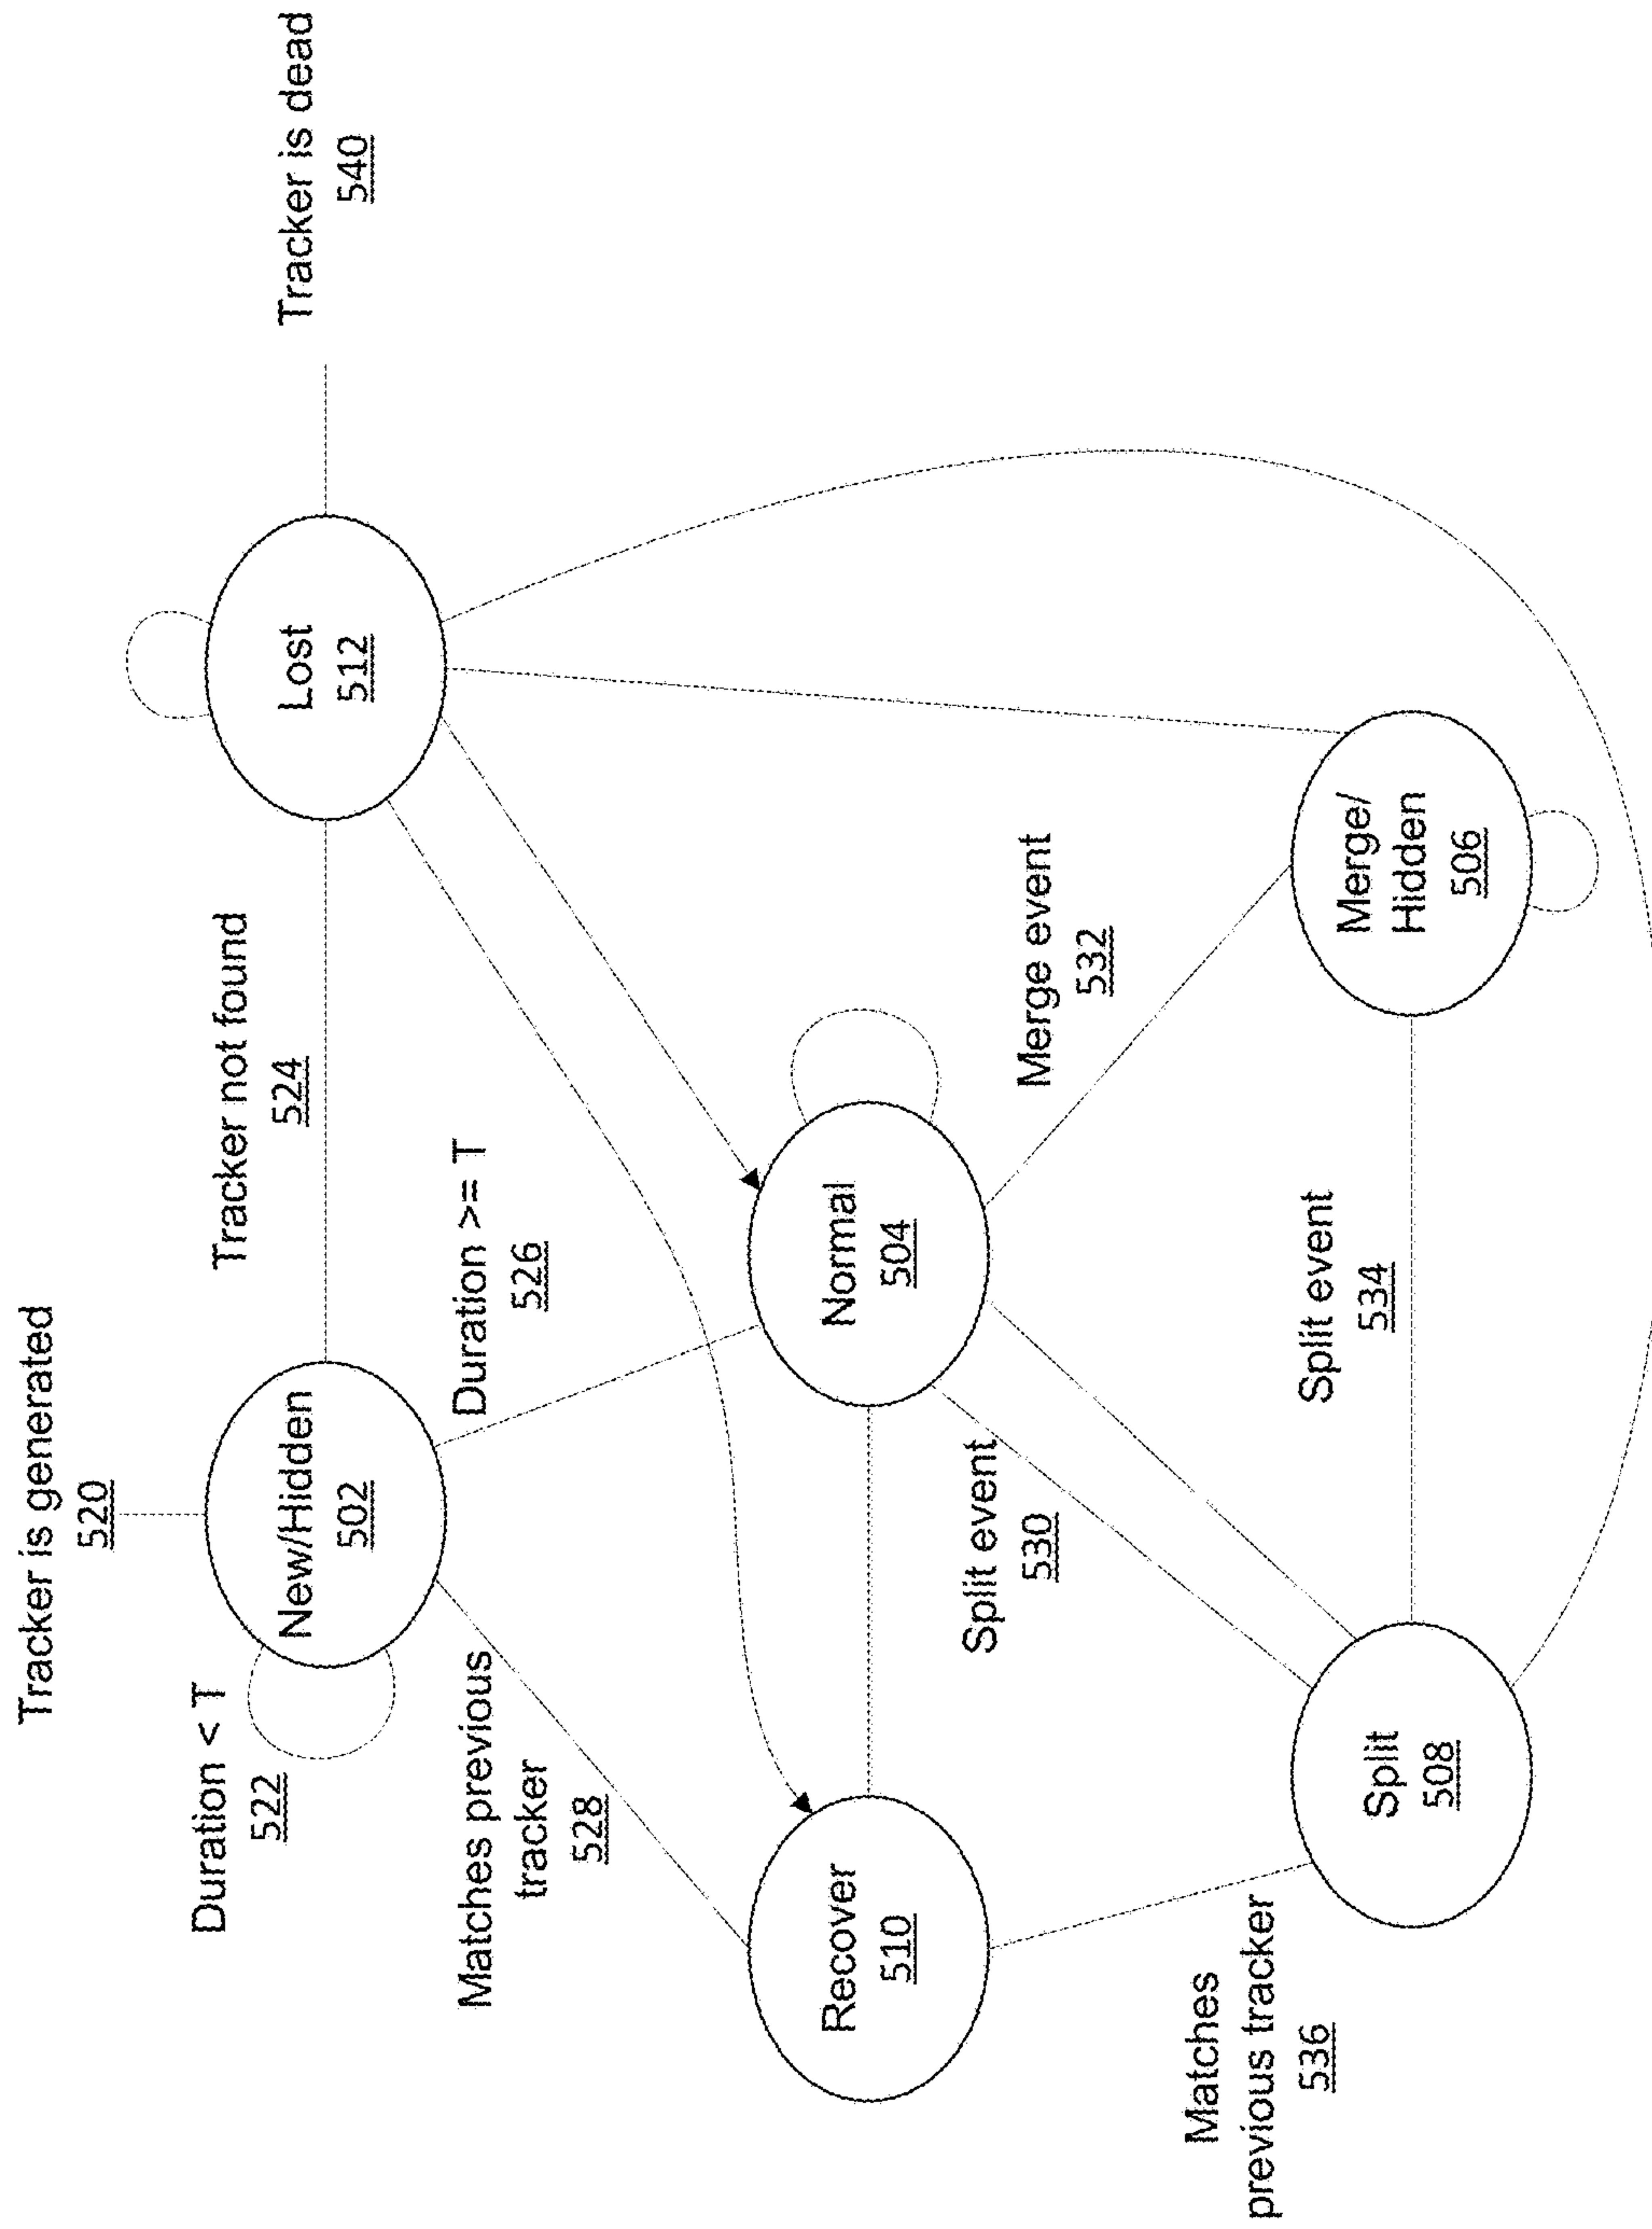 Tracker is generated
520
Duration < T
522
New/Hidden
502
Tracker not found
524
Lost
512
Tracker is dead
540
Matches previous
tracker
528
Duration >= T
526
Recover
510
Normal
504
Split event
530
Merge event
532
Matches
previous tracker
536
Split
508
Split event
534
Merge/
Hidden
506